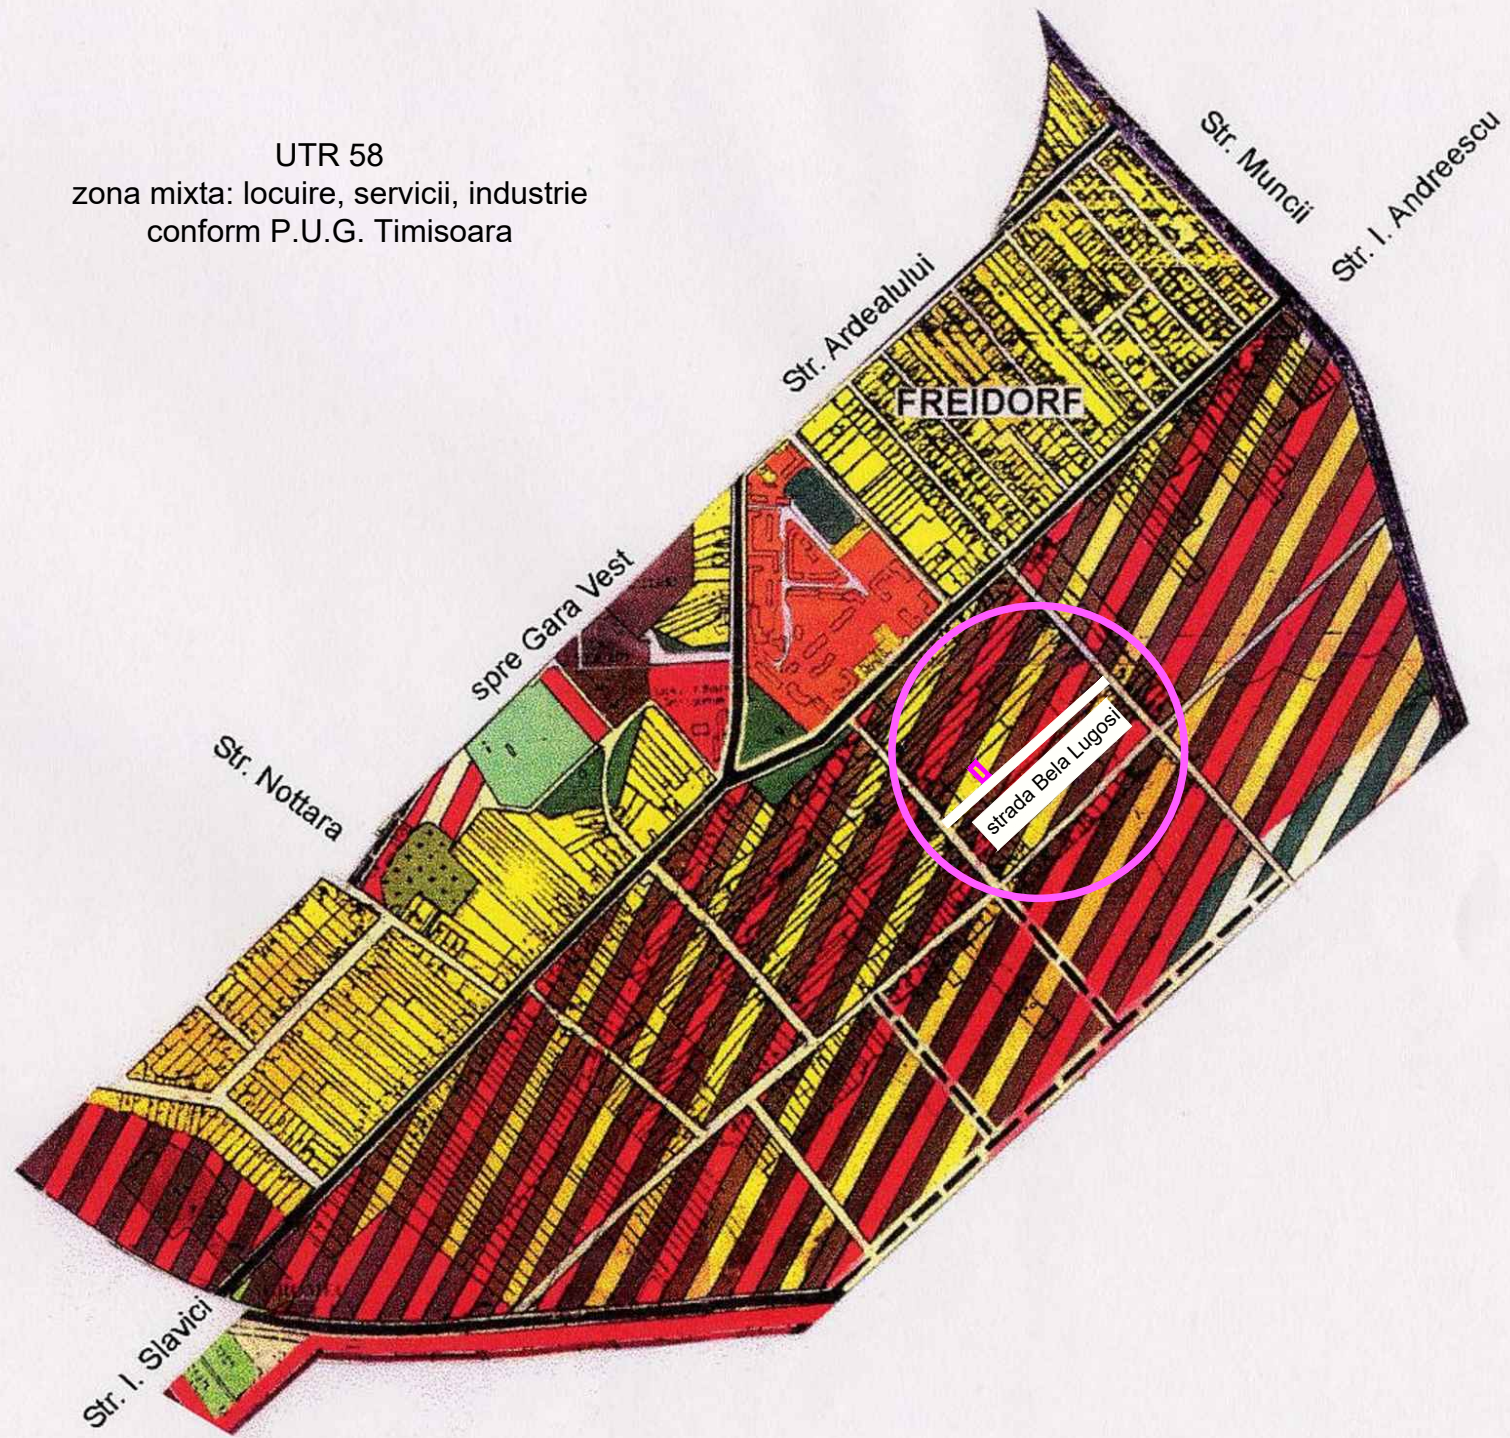 UTR 58
zona mixta: locuire, servicii, industrie
conform P.U.G. Timisoara
Str. Muncii
Str. I. Andreescu
Str. Ardealului
FREIDORF
spre Gara Vest
Str. Nottara
strada Bela Lugosi
Str. I. Slavici